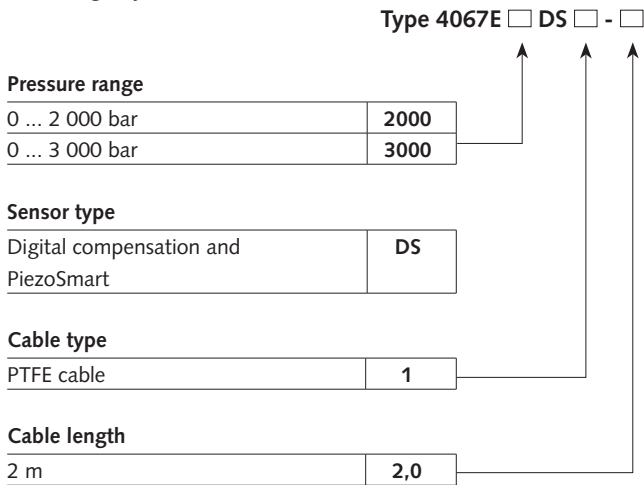 Type 4067E □ DS □ - □
Pressure range
0 ... 2 000 bar 2000
0 ... 3 000 bar 3000
Sensor type
Digital compensation and DS
PiezoSmart
Cable type
PTFE cable 1
Cable length
2 m 2,0